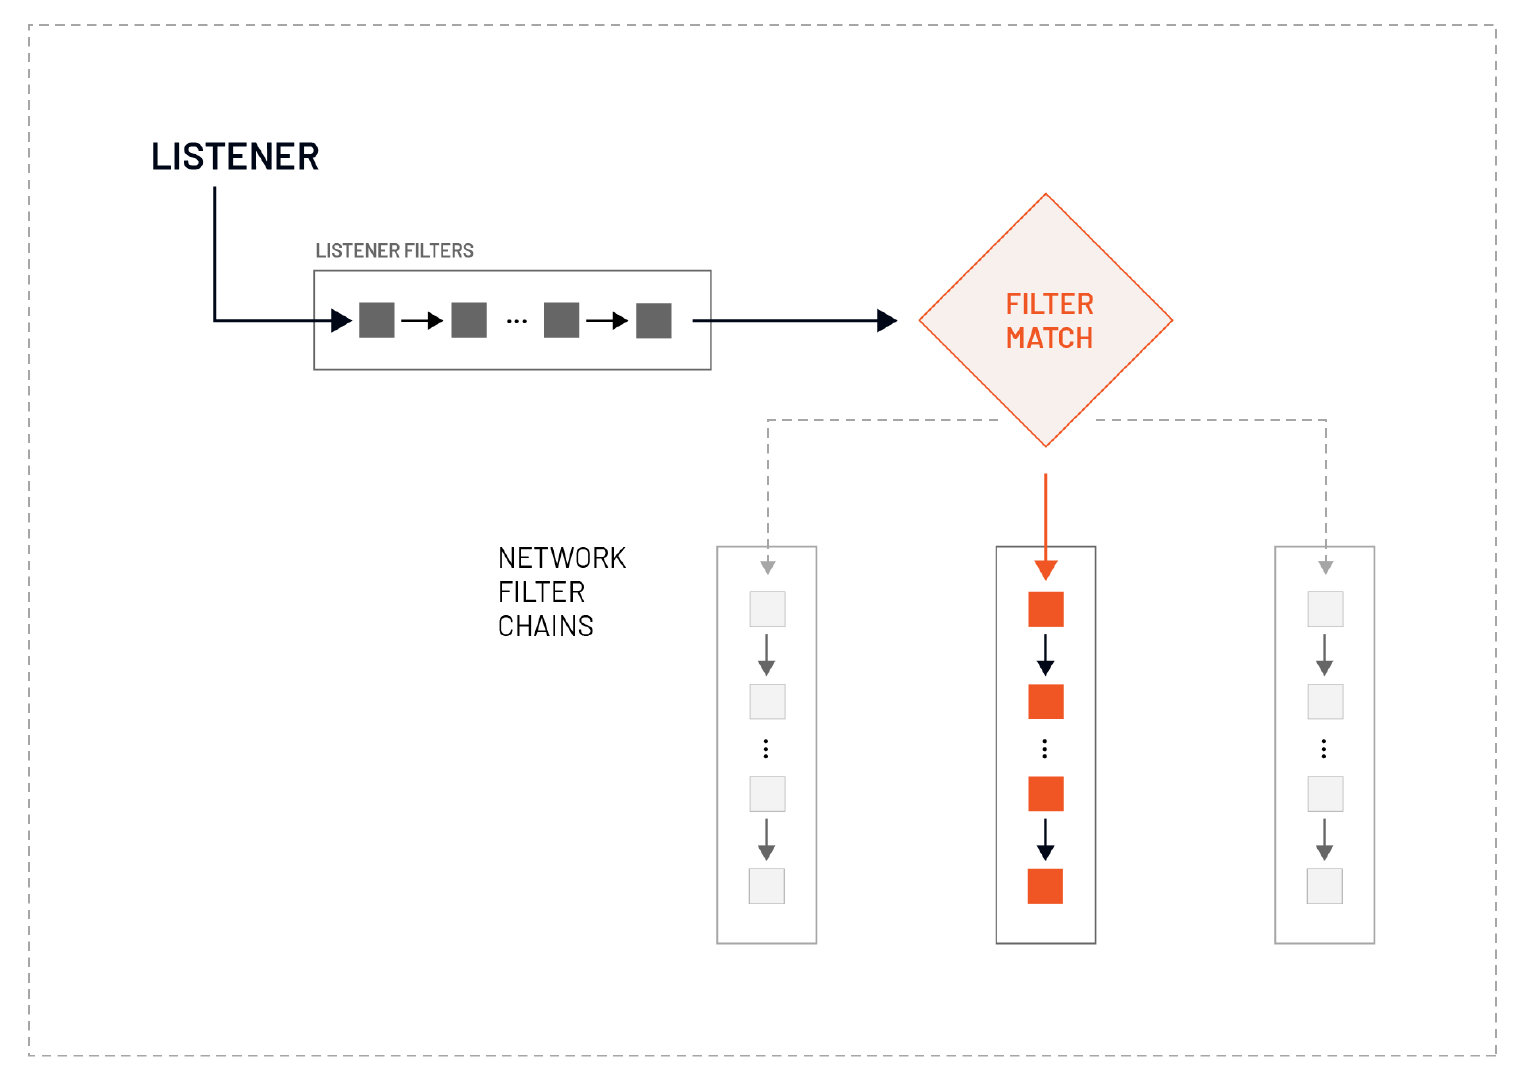 LISTENER
LISTENER FILTERS
FILTER
MATCH
NETWORK
FILTER
CHAINS